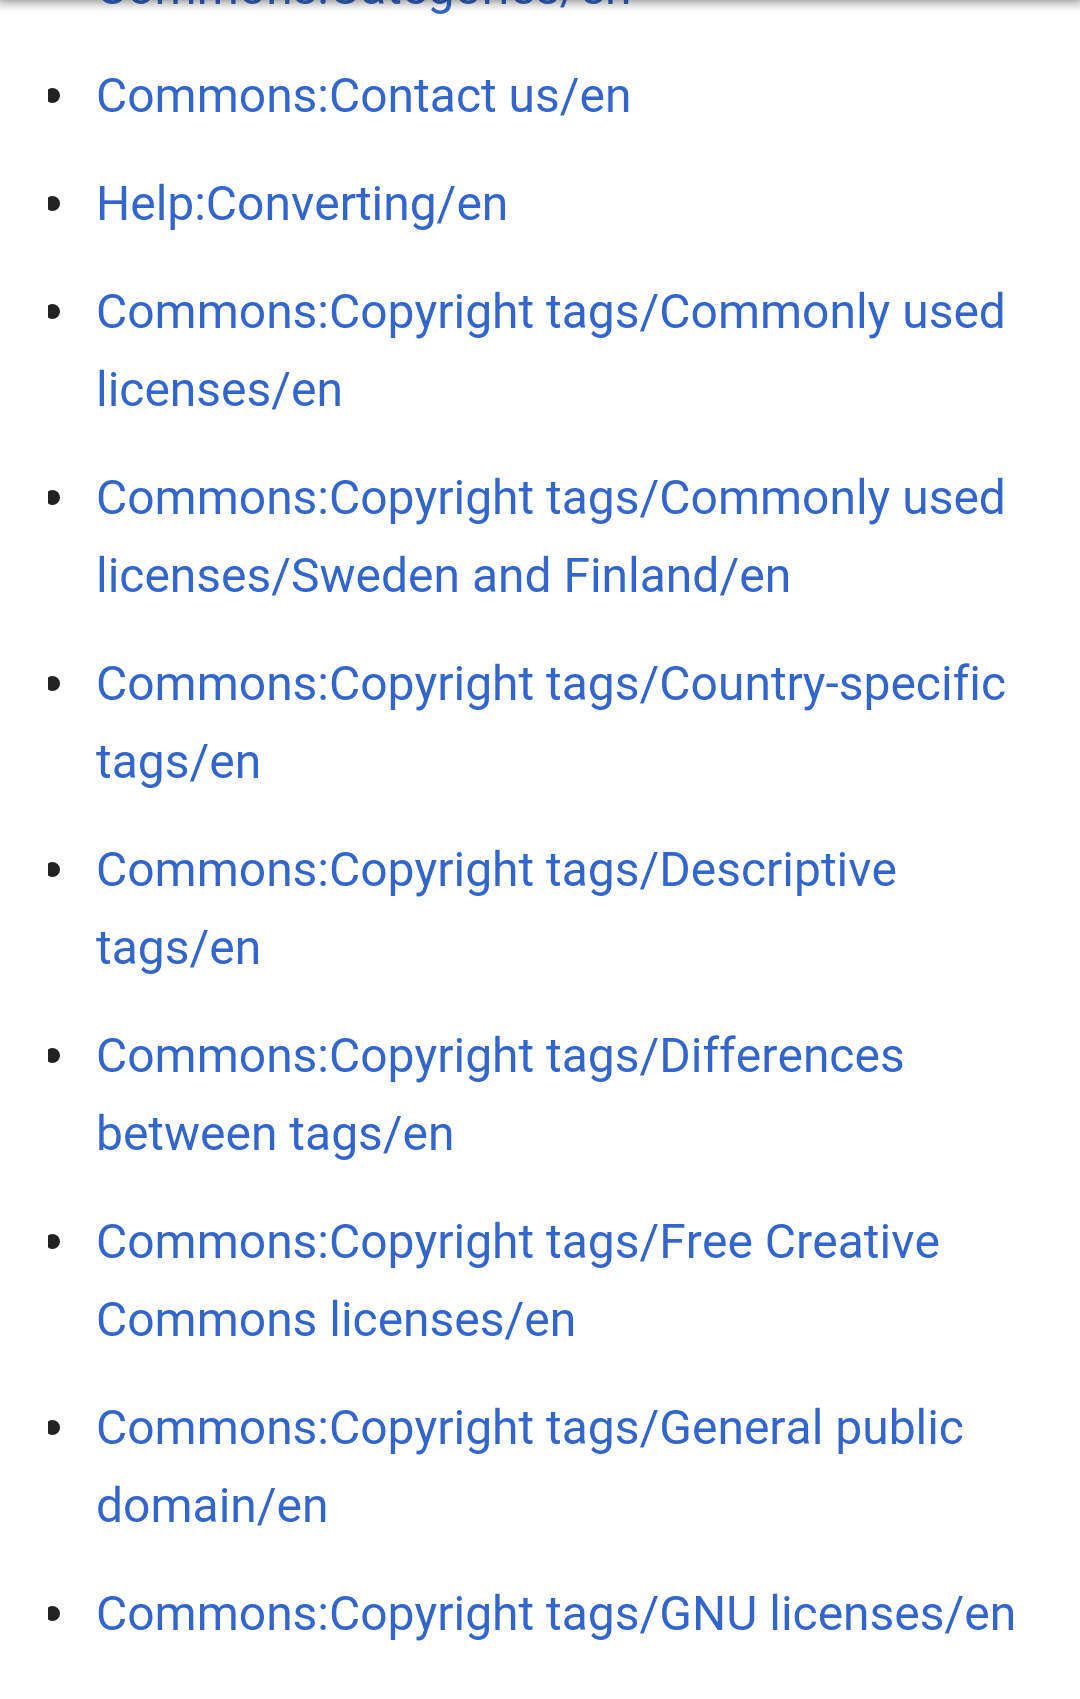 Commons:Categories/en
Commons:Contact us/en
Help:Converting/en
Commons:Copyright tags/Commonly used
licenses/en
Commons:Copyright tags/Commonly used
licenses/Sweden and Finland/en
Commons:Copyright tags/Country-specific
tags/en
Commons:Copyright tags/Descriptive
tags/en
Commons:Copyright tags/Differences
between tags/en
Commons:Copyright tags/Free Creative
Commons licenses/en
Commons:Copyright tags/General public
domain/en
Commons:Copyright tags/GNU licenses/en